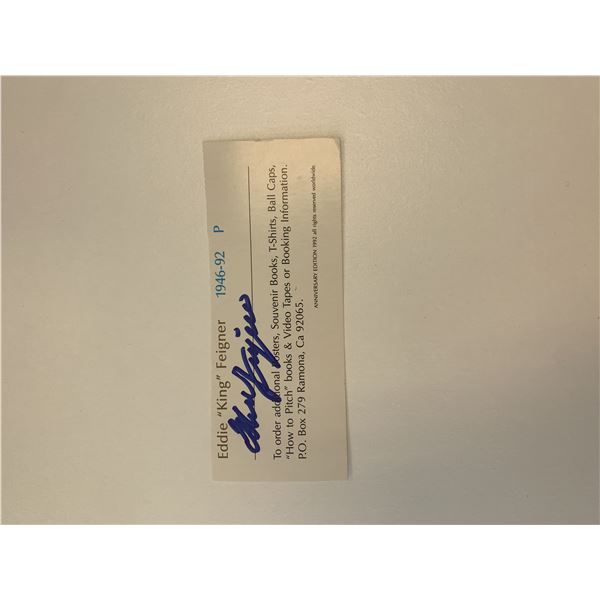 Eddie "King" Feigner 1946-92 P
To order additional Posters, Souvenir Books, T-Shirts, Ball Caps,
"How to Pitch" books & Video Tapes or Booking Information.
P.O. Box 279 Ramona, Ca 92065.
ANNIVERSARY EDITION 1992 all rights reserved worldwide.